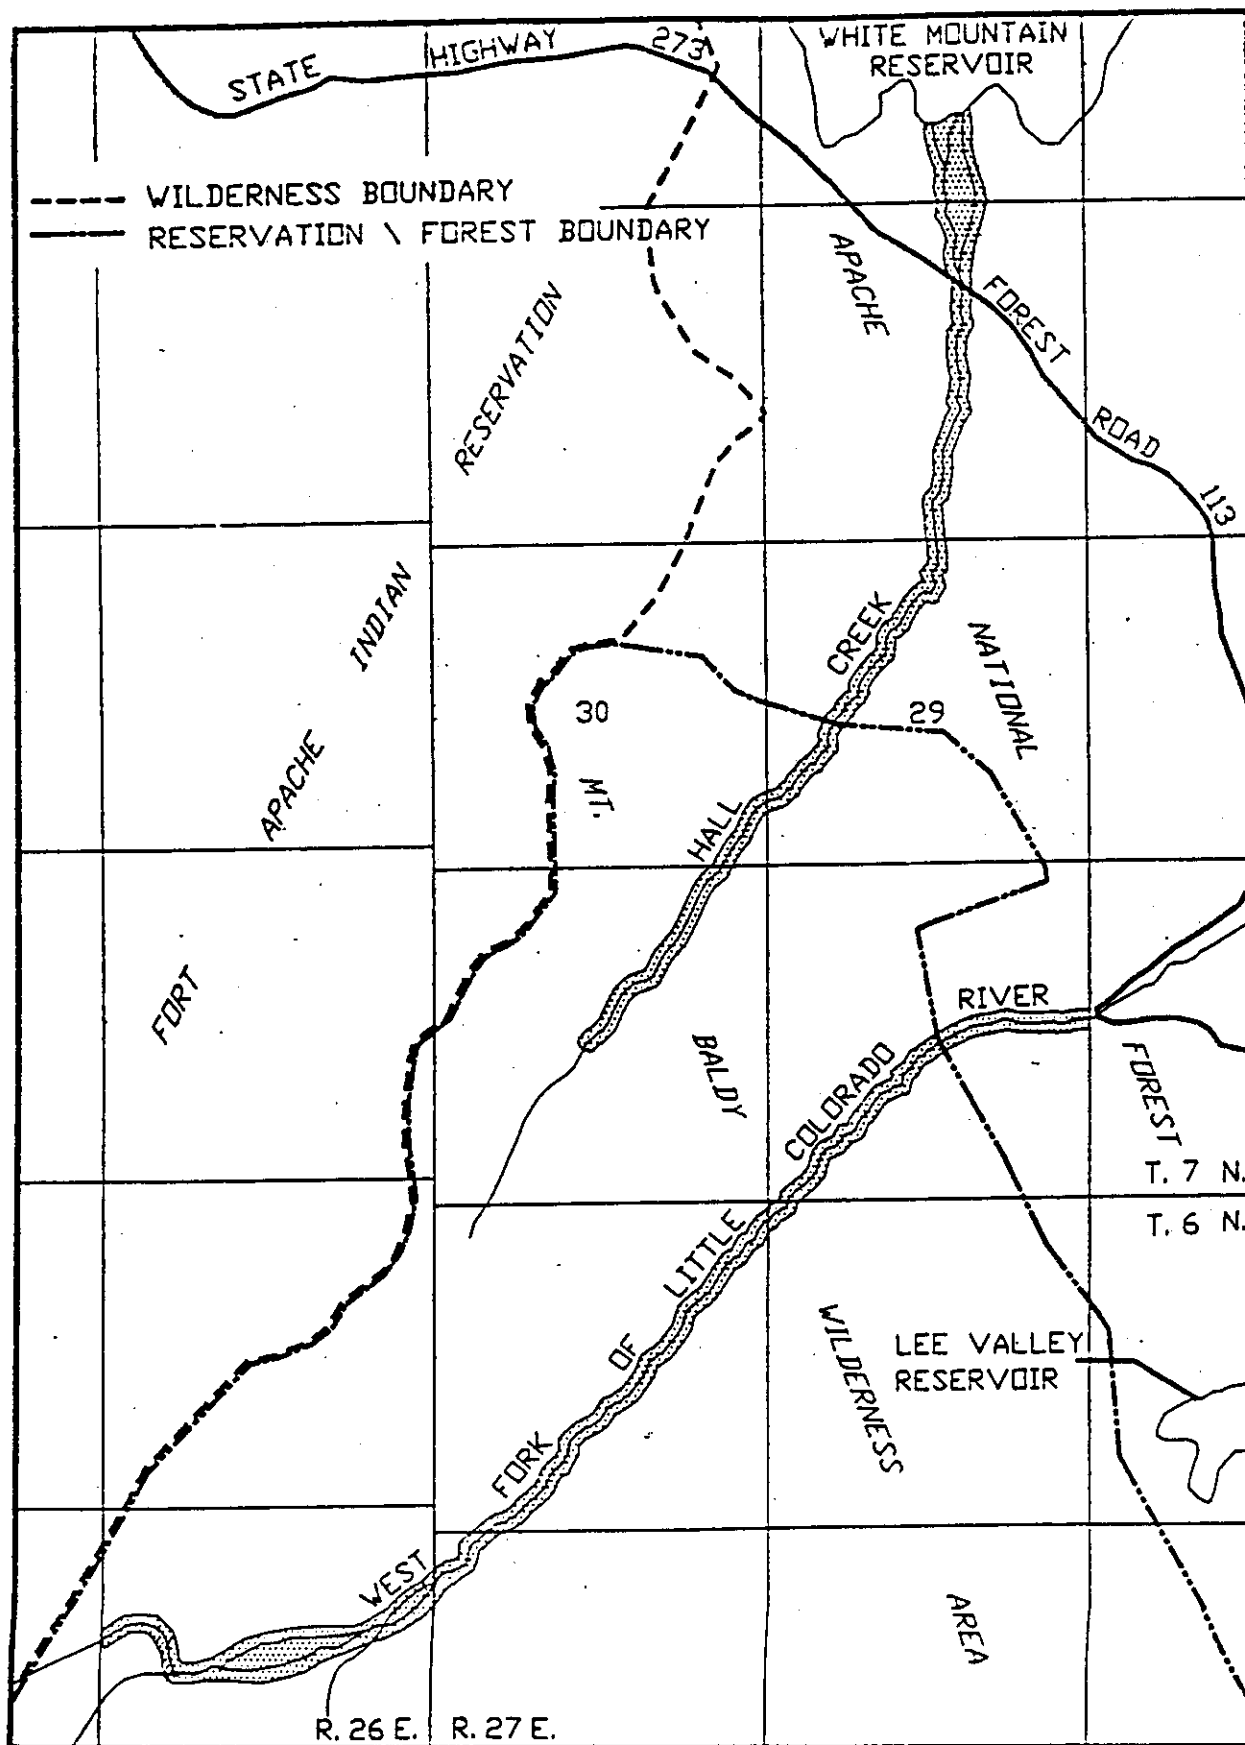 STATE HIGHWAY 273
WHITE MOUNTAIN
RESERVOIR
WILDERNESS BOUNDARY
RESERVATION \ FOREST BOUNDARY
FOREST ROAD 113
FORT APACHE INDIAN RESERVATION
APACHE NATIONAL FOREST
HALL CREEK
30
29
MT. BALDY WILDERNESS AREA
WEST FORK OF LITTLE COLORADO RIVER
T. 7 N.
T. 6 N.
LEE VALLEY
RESERVOIR
R. 26 E.
R. 27 E.